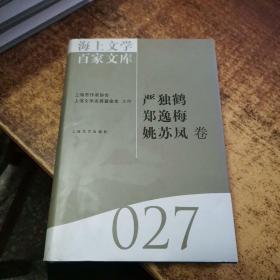 海上文学
百家文库
上海市作家协会
上海文学发展基金会 主编
严独鹤
郑逸梅
姚苏凤 卷
上海文艺出版社
027